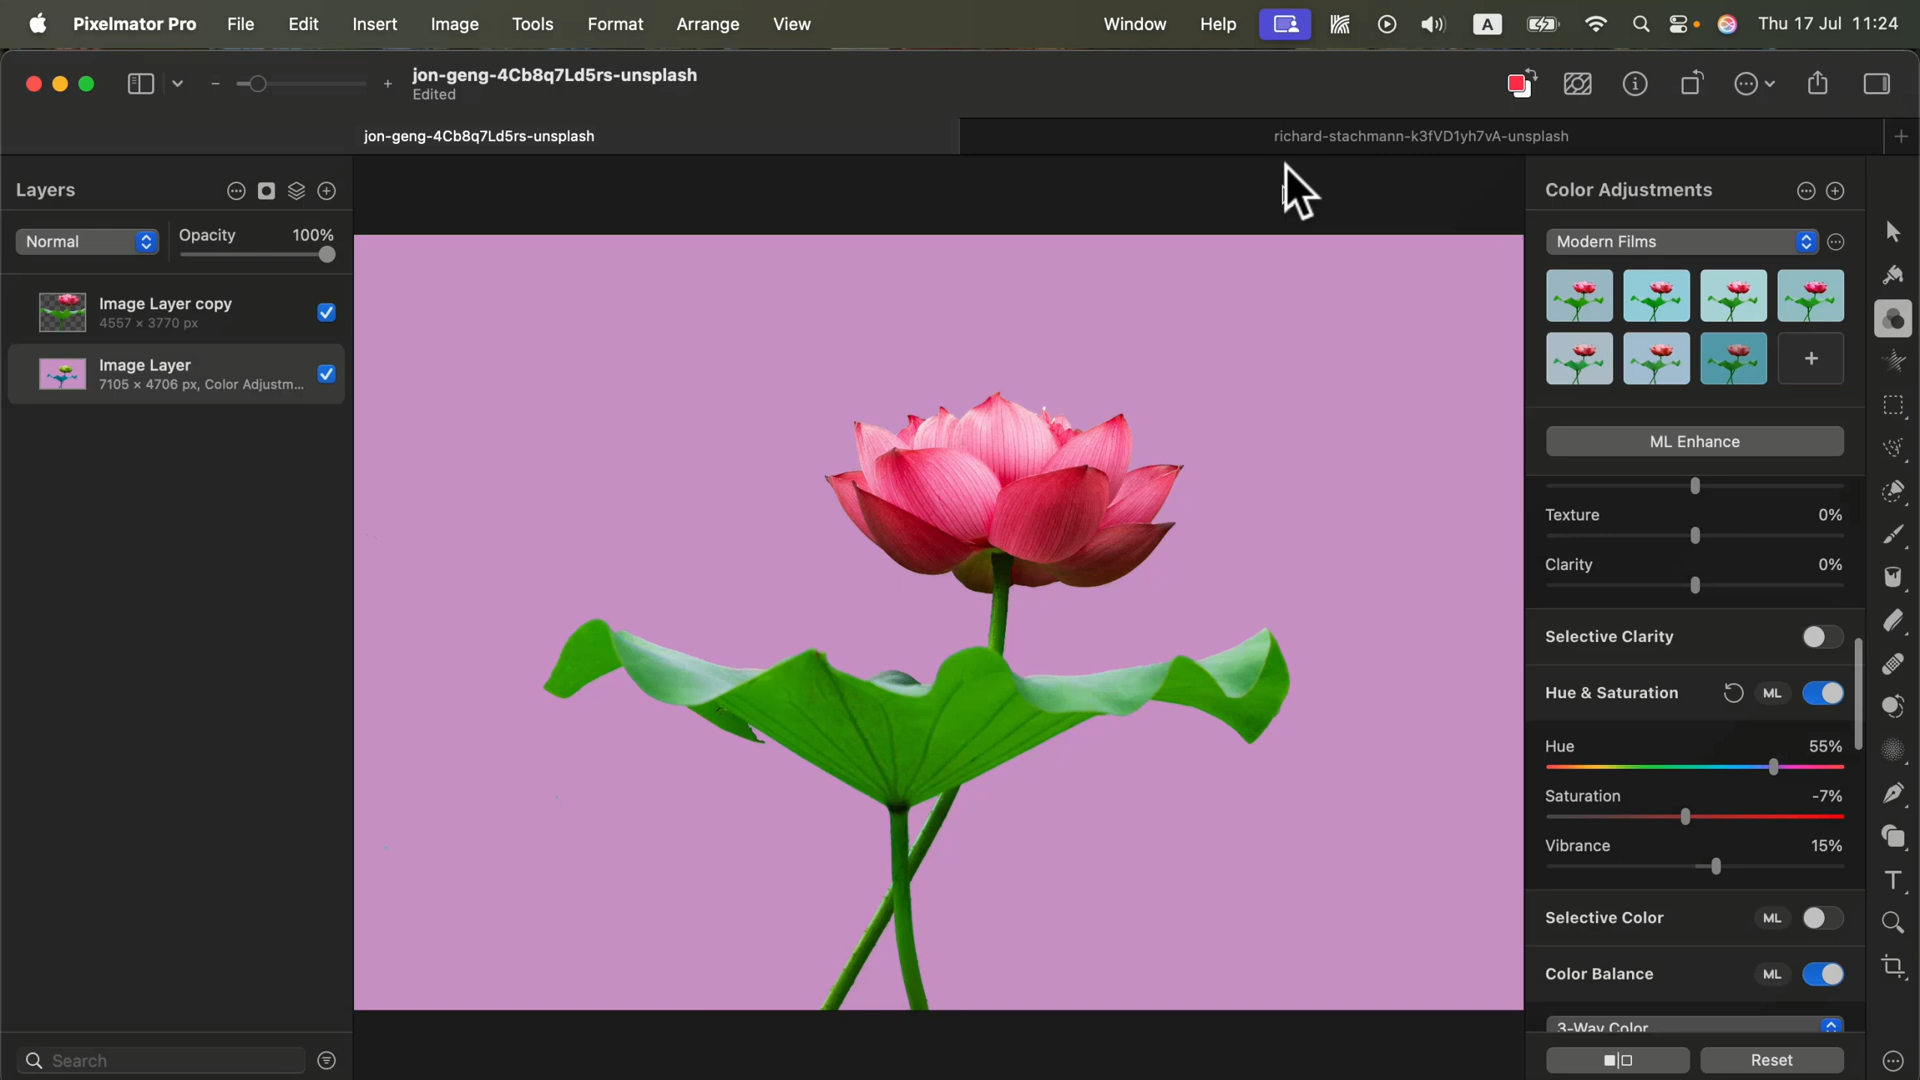 Pixelmator Pro File Edit Insert Image Tools Format Arrange View Window Help A Thu 17 Jul 11:24
jon-geng-4Cb8q7Ld5rs-unsplash
Edited
jon-geng-4Cb8q7Ld5rs-unsplash
richard-stachmann-k3fVD1yh7vA-unsplash
Layers
Normal
Opacity 100%
Image Layer copy
4557 × 3770 px
Image Layer
7105 × 4706 px, Color Adjustm...
Search
Color Adjustments
Modern Films
ML Enhance
Texture 0%
Clarity 0%
Selective Clarity
Hue & Saturation ML
Hue 55%
Saturation -7%
Vibrance 15%
Selective Color ML
Color Balance ML
3-Way Color
Reset